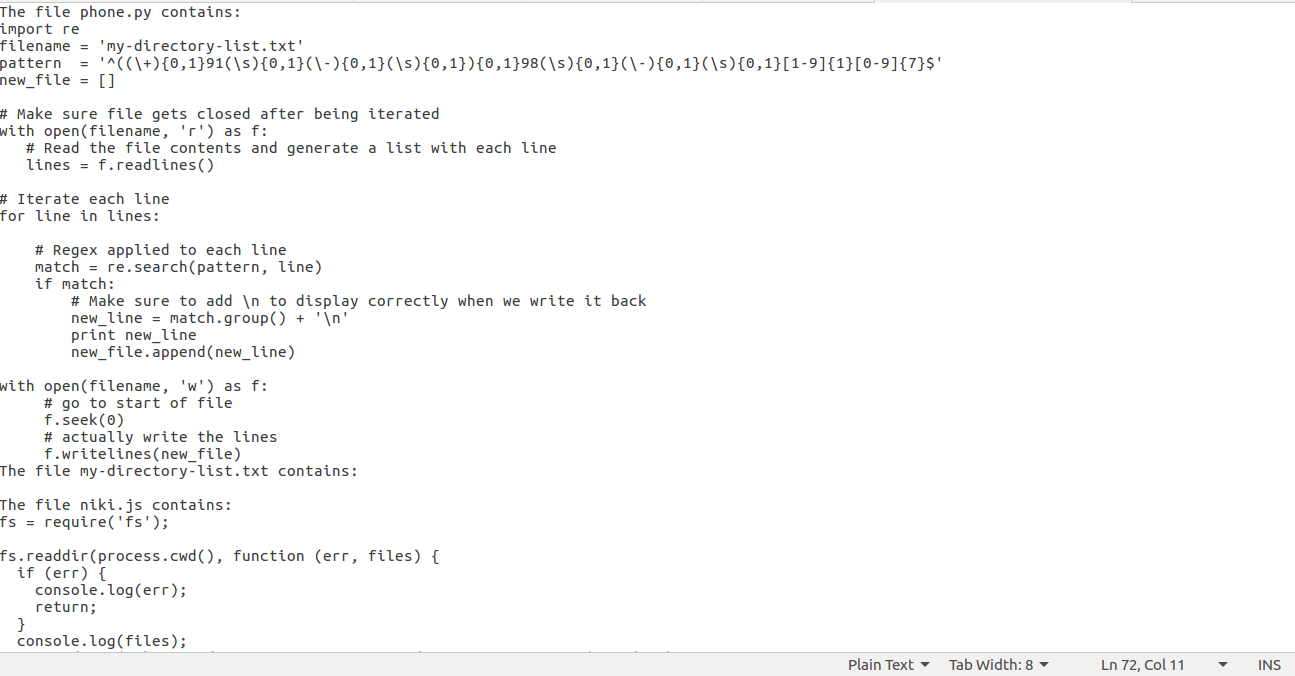 The file phone.py contains:
import re
filename = 'my-directory-list.txt'
pattern  = '^((\+){0,1}91(\s){0,1}(\-){0,1}(\s){0,1}){0,1}98(\s){0,1}(\-){0,1}(\s){0,1}[1-9]{1}[0-9]{7}$'
new_file = []

# Make sure file gets closed after being iterated
with open(filename, 'r') as f:
   # Read the file contents and generate a list with each line
   lines = f.readlines()

# Iterate each line
for line in lines:

    # Regex applied to each line
    match = re.search(pattern, line)
    if match:
        # Make sure to add \n to display correctly when we write it back
        new_line = match.group() + '\n'
        print new_line
        new_file.append(new_line)

with open(filename, 'w') as f:
     # go to start of file
     f.seek(0)
     # actually write the lines
     f.writelines(new_file)
The file my-directory-list.txt contains:

The file niki.js contains:
fs = require('fs');

fs.readdir(process.cwd(), function (err, files) {
  if (err) {
    console.log(err);
    return;
  }
  console.log(files);
Plain Text Tab Width: 8 Ln 72, Col 11 INS